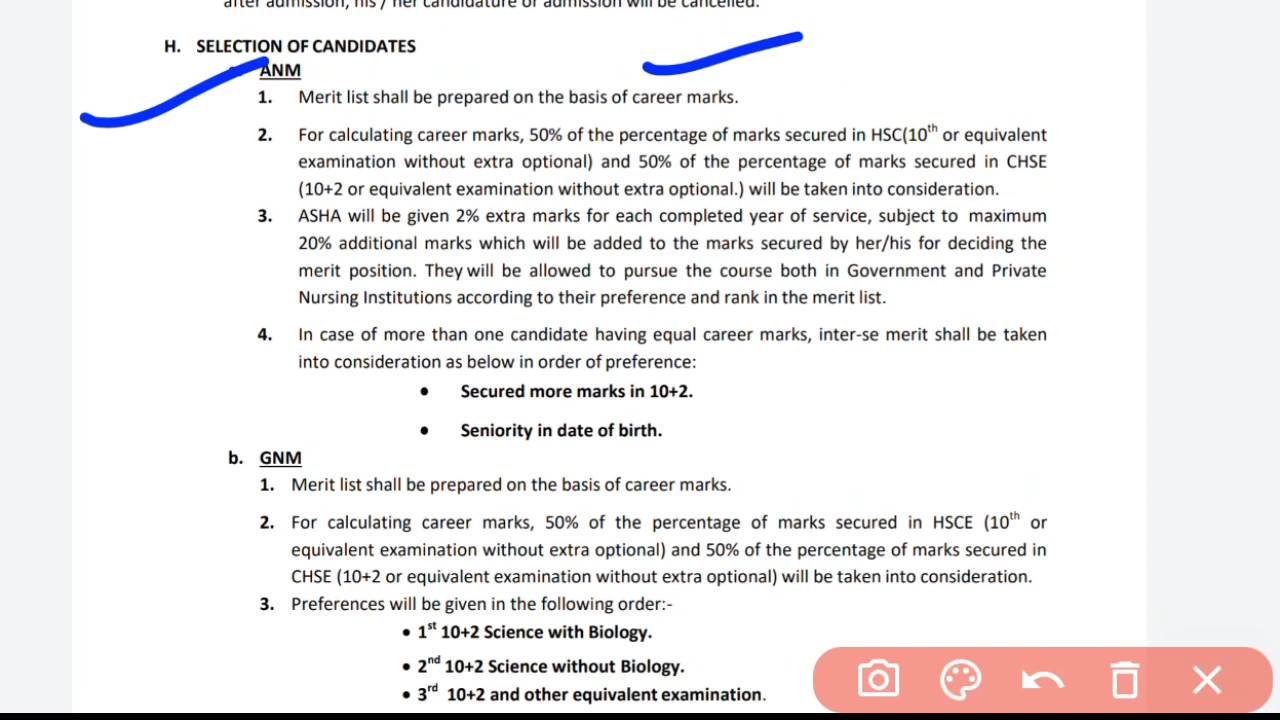 after admission, his / her candidature or admission will be cancelled.
H. SELECTION OF CANDIDATES
ANM
1. Merit list shall be prepared on the basis of career marks.
2. For calculating career marks, 50% of the percentage of marks secured in HSC(10th or equivalent
examination without extra optional) and 50% of the percentage of marks secured in CHSE
(10+2 or equivalent examination without extra optional.) will be taken into consideration.
3. ASHA will be given 2% extra marks for each completed year of service, subject to maximum
20% additional marks which will be added to the marks secured by her/his for deciding the
merit position. They will be allowed to pursue the course both in Government and Private
Nursing Institutions according to their preference and rank in the merit list.
4. In case of more than one candidate having equal career marks, inter-se merit shall be taken
into consideration as below in order of preference:
• Secured more marks in 10+2.
• Seniority in date of birth.
b. GNM
1. Merit list shall be prepared on the basis of career marks.
2. For calculating career marks, 50% of the percentage of marks secured in HSCE (10th or
equivalent examination without extra optional) and 50% of the percentage of marks secured in
CHSE (10+2 or equivalent examination without extra optional) will be taken into consideration.
3. Preferences will be given in the following order:-
• 1st 10+2 Science with Biology.
• 2nd 10+2 Science without Biology.
• 3rd 10+2 and other equivalent examination.